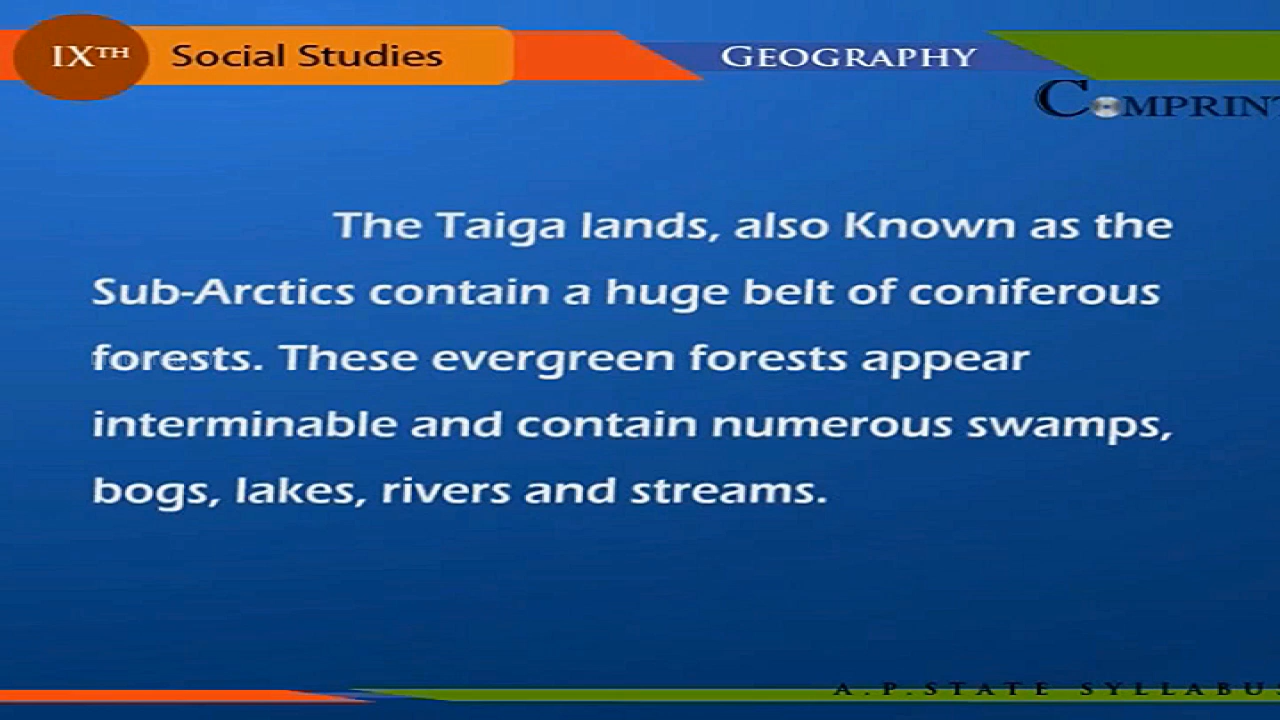 IXTH Social Studies GEOGRAPHY
COMPRINT
The Taiga lands, also Known as the
Sub-Arctics contain a huge belt of coniferous
forests. These evergreen forests appear
interminable and contain numerous swamps,
bogs, lakes, rivers and streams.
A.P.STATE SYLLABUS